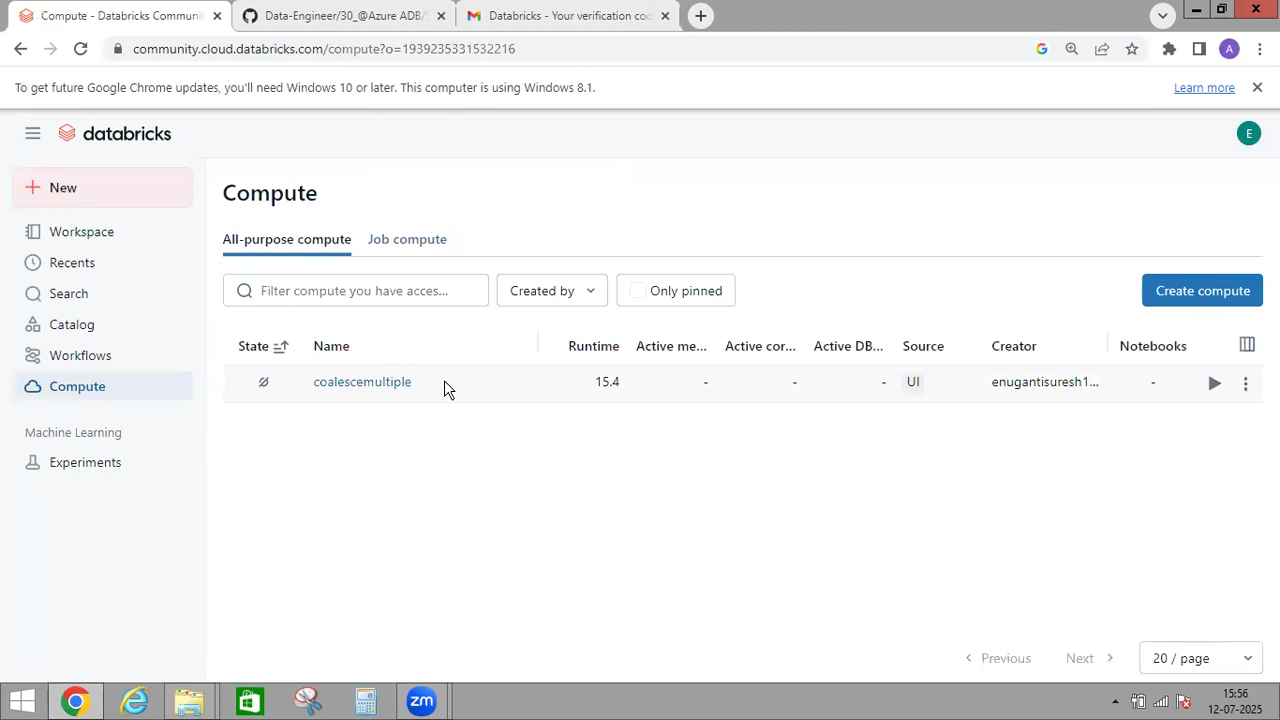 Databricks - Databricks Communi
Data-Engineer/30_@Azure ADB/
Databricks - Your verification cod
community.cloud.databricks.com/compute?o=1939235331532216
A
To get future Google Chrome updates, you'll need Windows 10 or later. This computer is using Windows 8.1.
Learn more
databricks
E
New
Workspace
Recents
Search
Catalog
Workflows
Compute
Machine Learning
Experiments
Compute
All-purpose compute
Job compute
Filter compute you have acces...
Created by
Only pinned
Create compute
State Name Runtime Active me... Active cor... Active DB... Source Creator Notebooks
coalescemultiple 15.4 - - - UI enugantisuresh1... -
Previous
Next
20 / page
zm
15:56
12-07-2025